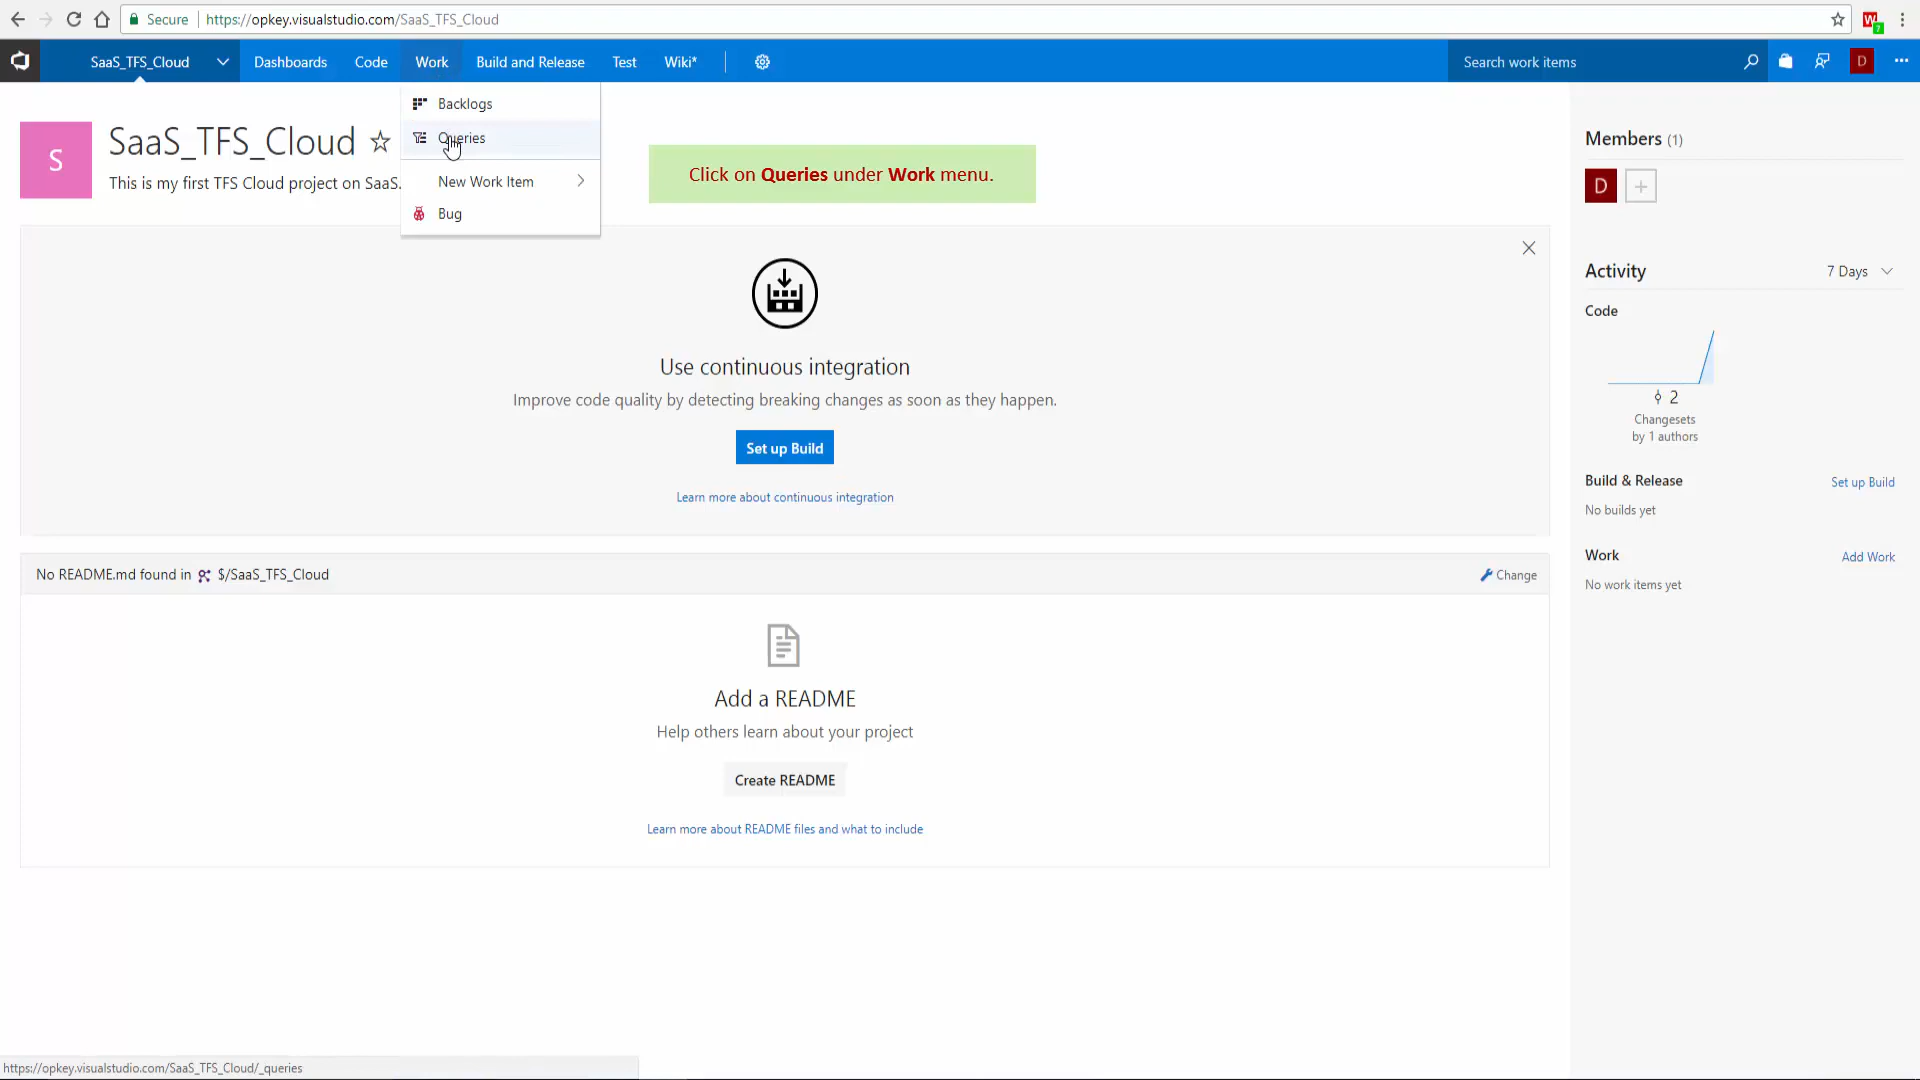 Secure https://opkey.visualstudio.com/SaaS_TFS_Cloud
W 7
SaaS_TFS_Cloud Dashboards Code Work Build and Release Test Wiki* Search work items D
Backlogs
Queries
New Work Item
Bug
S
SaaS_TFS_Cloud
This is my first TFS Cloud project on SaaS.
Click on Queries under Work menu.
Use continuous integration
Improve code quality by detecting breaking changes as soon as they happen.
Set up Build
Learn more about continuous integration
No README.md found in $/SaaS_TFS_Cloud Change
Add a README
Help others learn about your project
Create README
Learn more about README files and what to include
Members (1)
D +
Activity 7 Days
Code
2
Changesets
by 1 authors
Build & Release Set up Build
No builds yet
Work Add Work
No work items yet
https://opkey.visualstudio.com/SaaS_TFS_Cloud/_queries